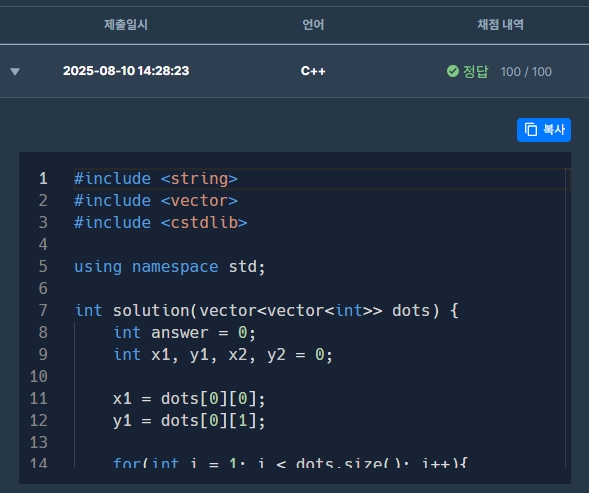 제출일시 언어 채점 내역
2025-08-10 14:28:23 C++ 정답 100 / 100
복사
1 #include <string>
2 #include <vector>
3 #include <cstdlib>
4
5 using namespace std;
6
7 int solution(vector<vector<int>> dots) {
8 int answer = 0;
9 int x1, y1, x2, y2 = 0;
10
11 x1 = dots[0][0];
12 y1 = dots[0][1];
13
14 for(int i = 1; i < dots.size(); i++){